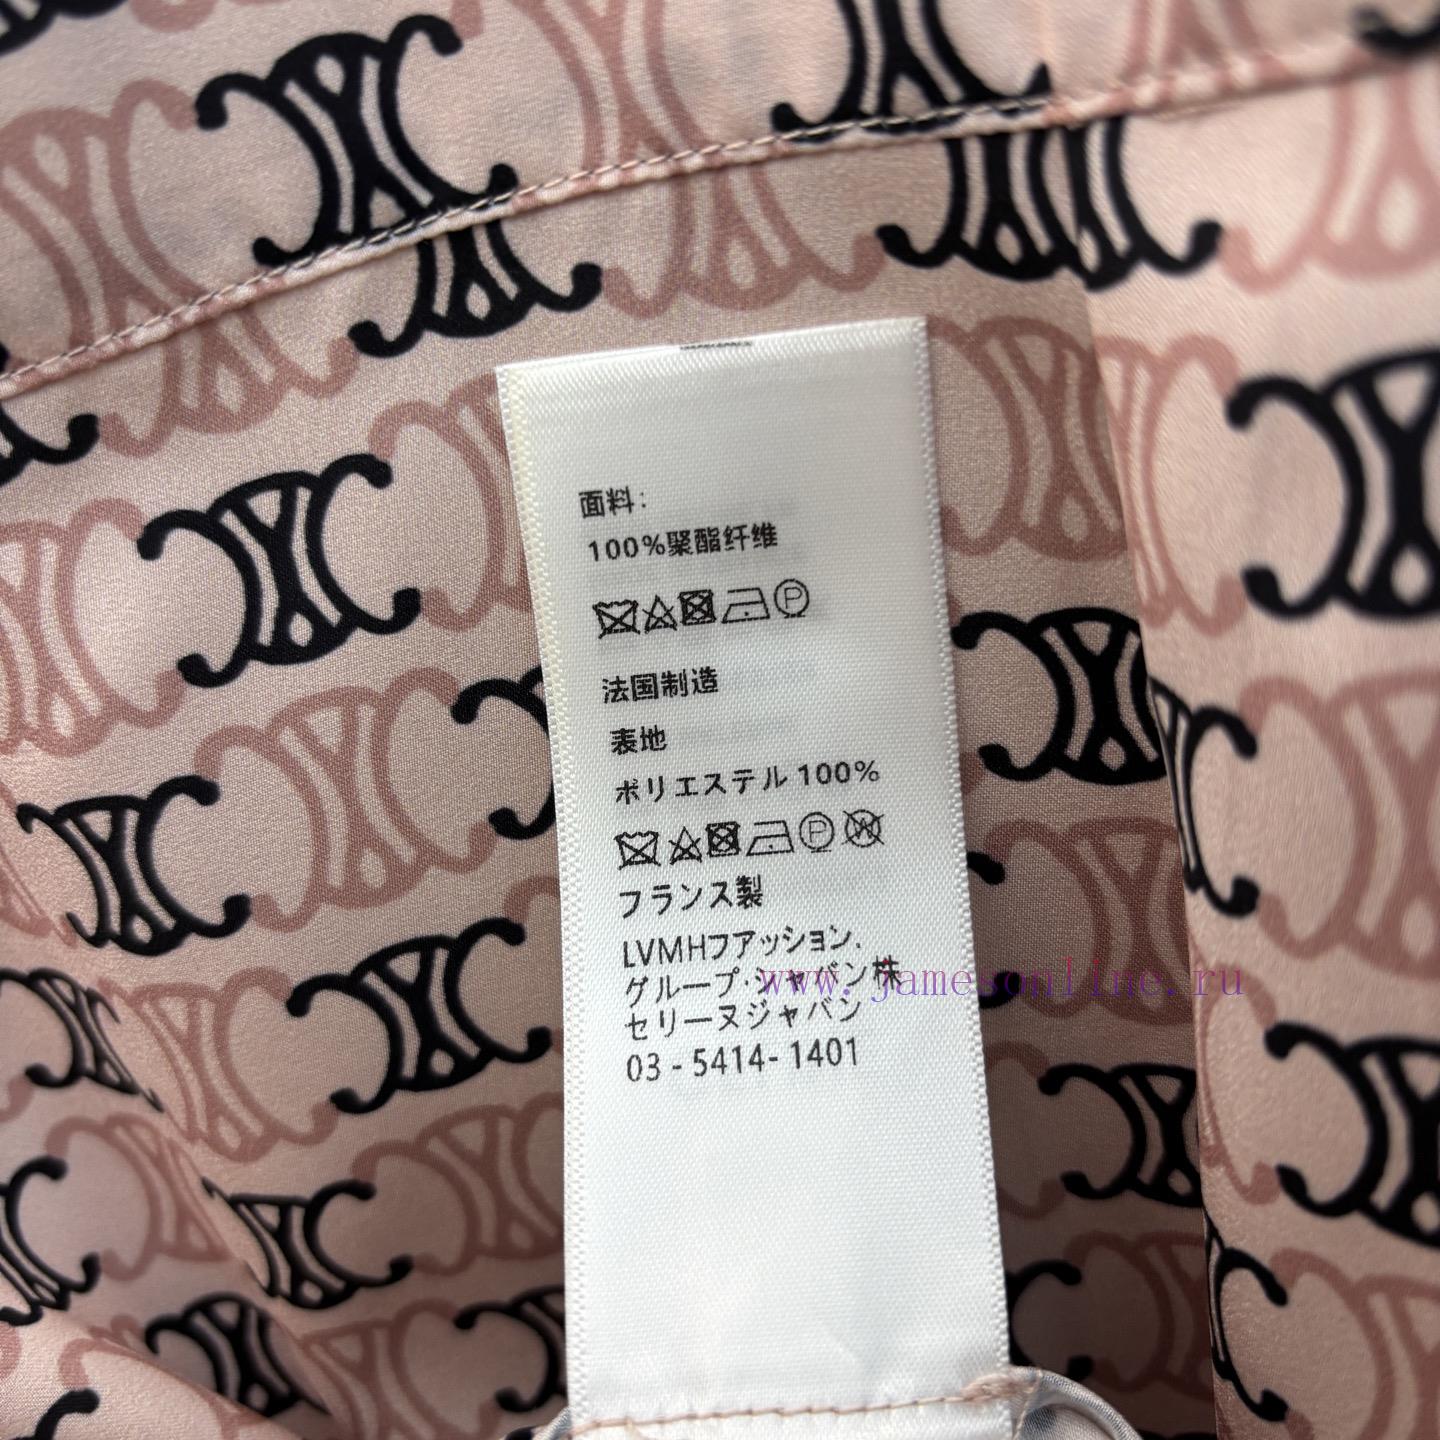 面料:
100%聚酯纤维
法国制造
表地
ポリエステル 100%
フランス製
LVMHファッション.
グループ·ジャパン株
セリーヌジャパン
03 - 5414- 1401
www.jamesonline.ru